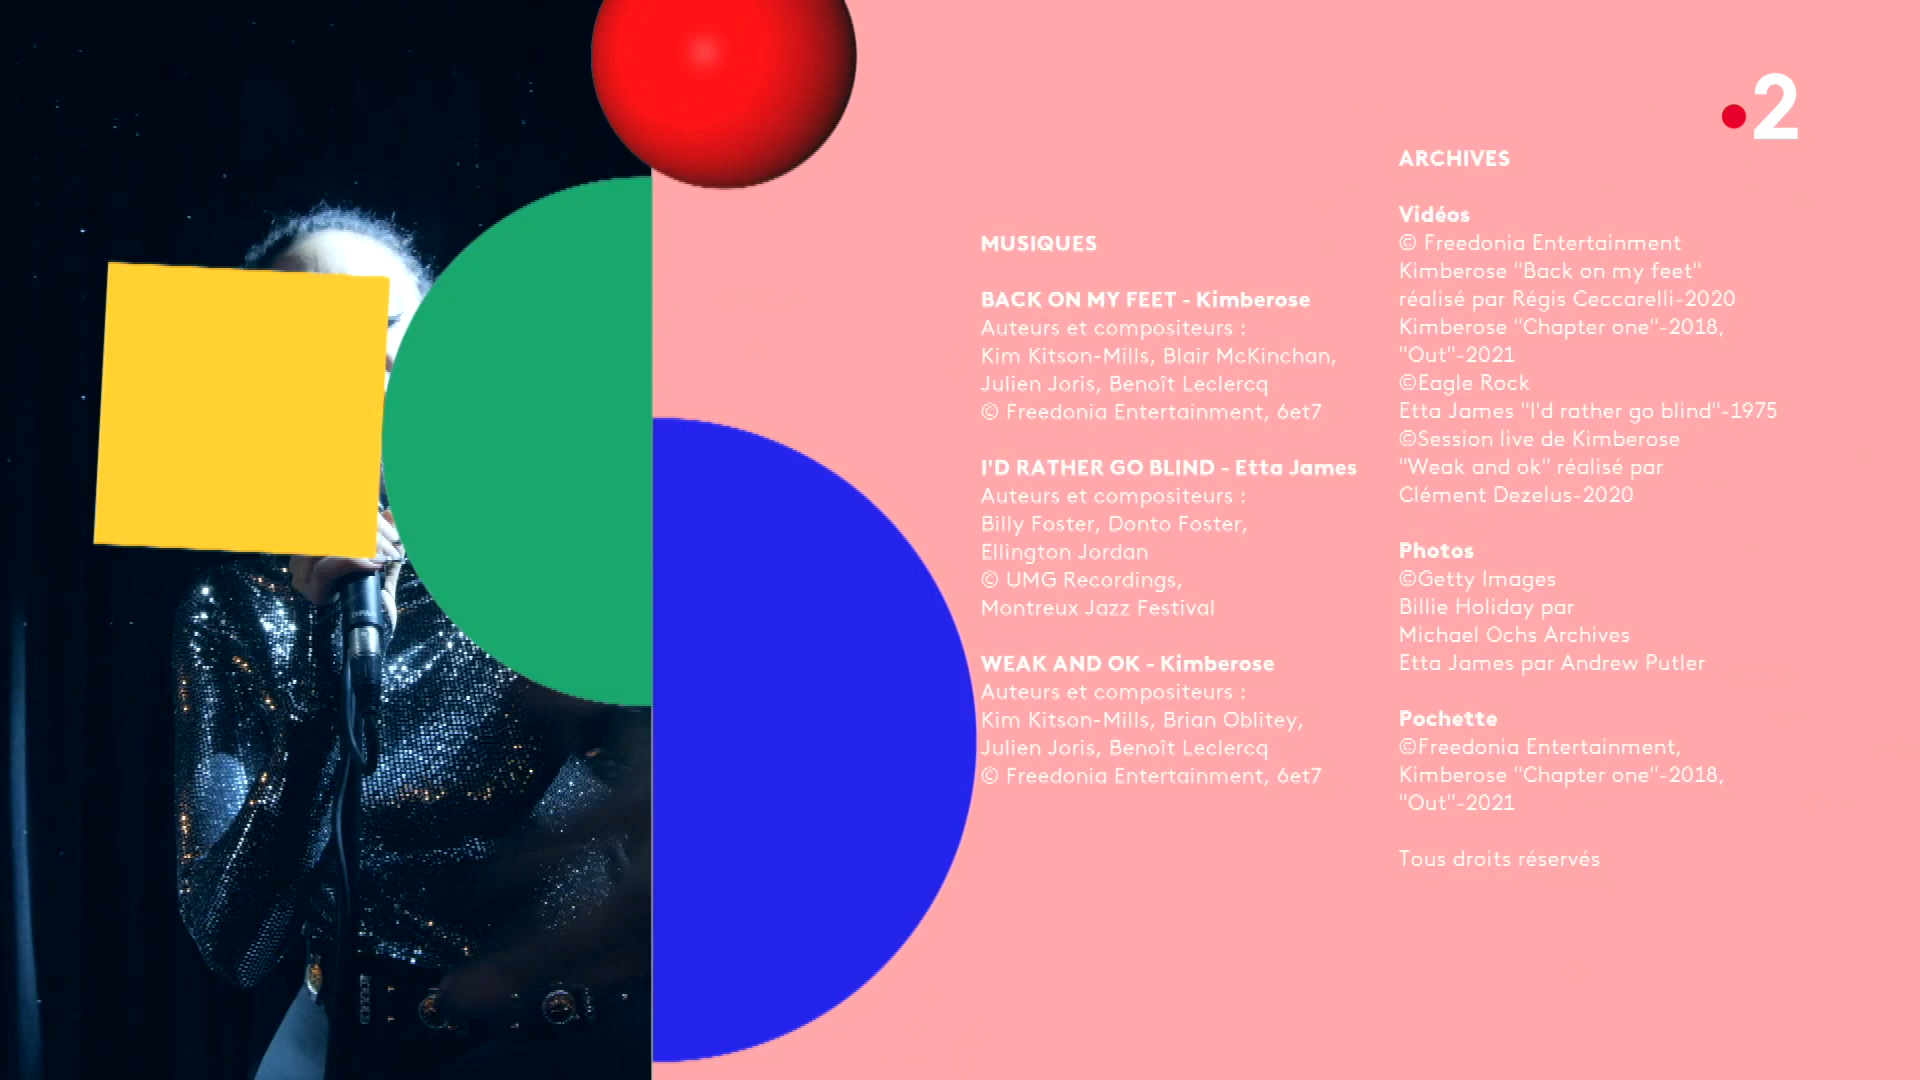 2
MUSIQUES
BACK ON MY FEET - Kimberose
Auteurs et compositeurs :
Kim Kitson-Mills, Blair McKinchan,
Julien Joris, Benoît Leclercq
© Freedonia Entertainment, 6et7
I'D RATHER GO BLIND - Etta James
Auteurs et compositeurs :
Billy Foster, Donto Foster,
Ellington Jordan
© UMG Recordings,
Montreux Jazz Festival
WEAK AND OK - Kimberose
Auteurs et compositeurs :
Kim Kitson-Mills, Brian Oblitey,
Julien Joris, Benoît Leclercq
© Freedonia Entertainment, 6et7
ARCHIVES
Vidéos
© Freedonia Entertainment
Kimberose "Back on my feet"
réalisé par Régis Ceccarelli-2020
Kimberose "Chapter one"-2018,
"Out"-2021
©Eagle Rock
Etta James "I'd rather go blind"-1975
©Session live de Kimberose
"Weak and ok" réalisé par
Clément Dezelus-2020
Photos
©Getty Images
Billie Holiday par
Michael Ochs Archives
Etta James par Andrew Putler
Pochette
©Freedonia Entertainment,
Kimberose "Chapter one"-2018,
"Out"-2021
Tous droits réservés